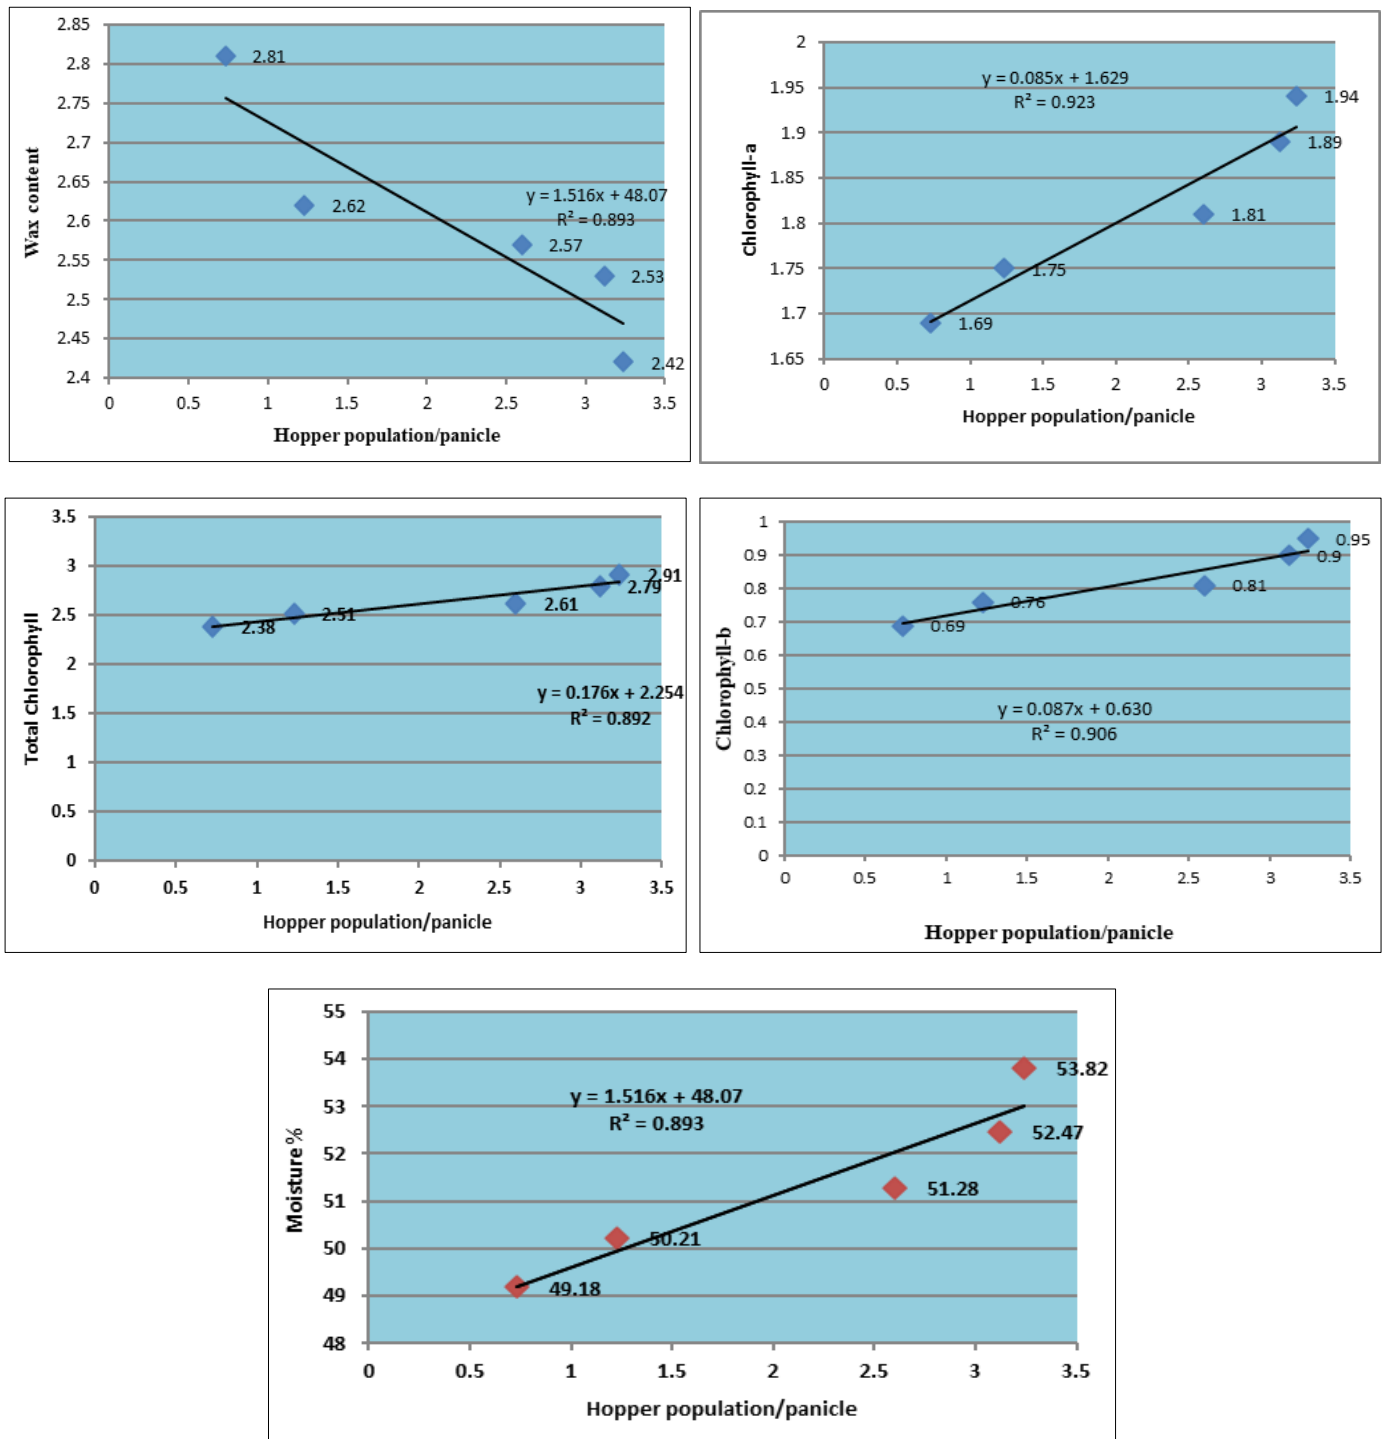 2.85
2.8
2.75
2.7
2.65
2.6
2.55
2.5
2.45
2.4
Wax content
2.81
2.62
2.57
2.53
2.42
y = 1.516x + 48.07
R² = 0.893
0 0.5 1 1.5 2 2.5 3 3.5
Hopper population/panicle
2
1.95
1.9
1.85
1.8
1.75
1.7
1.65
Chlorophyll-a
y = 0.085x + 1.629
R² = 0.923
1.94
1.89
1.81
1.75
1.69
0 0.5 1 1.5 2 2.5 3 3.5
Hopper population/panicle
3.5
3
2.5
2
1.5
1
0.5
0
Total Chlorophyll
2.38
2.51
2.61
2.79
2.91
y = 0.176x + 2.254
R² = 0.892
0 0.5 1 1.5 2 2.5 3 3.5
Hopper population/panicle
1
0.9
0.8
0.7
0.6
0.5
0.4
0.3
0.2
0.1
0
Chlorophyll-b
0.69
0.76
0.81
0.9
0.95
y = 0.087x + 0.630
R² = 0.906
0 0.5 1 1.5 2 2.5 3 3.5
Hopper population/panicle
55
54
53
52
51
50
49
48
Moisture %
y = 1.516x + 48.07
R² = 0.893
53.82
52.47
51.28
50.21
49.18
0 0.5 1 1.5 2 2.5 3 3.5
Hopper population/panicle